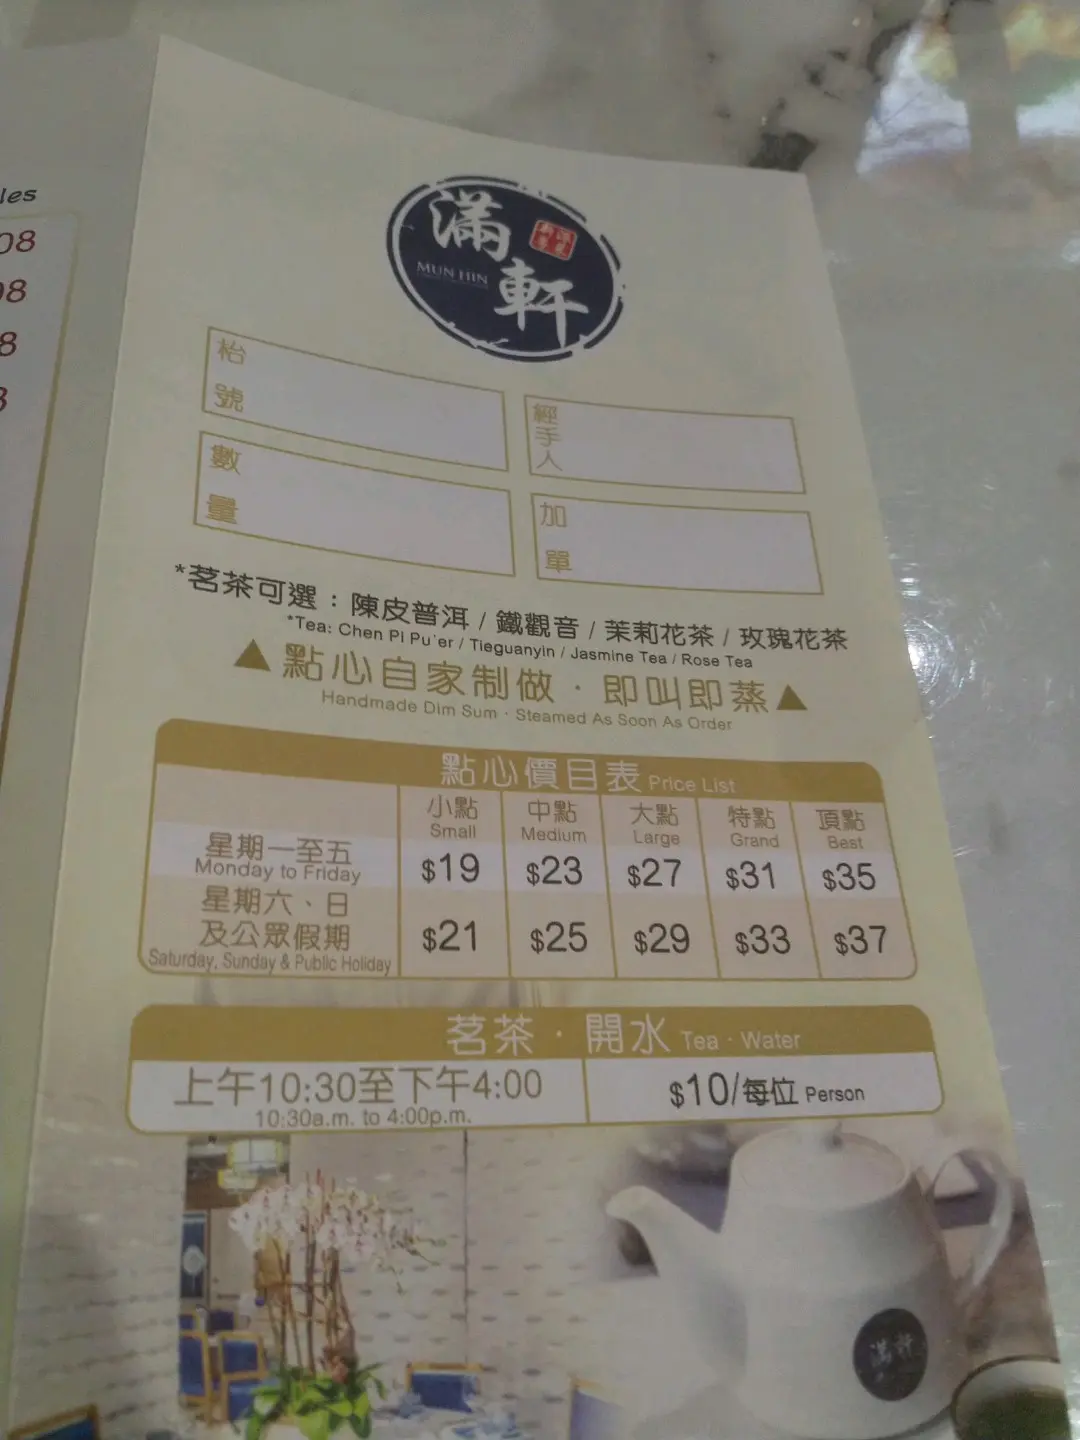 les
08
98
8
滿
MUN HIN
軒
枱號
經手人
數量
加單
*茗茶可選：陳皮普洱 / 鐵觀音 / 茉莉花茶 / 玫瑰花茶
*Tea: Chen Pi Pu'er / Tieguanyin / Jasmine Tea / Rose Tea
▲點心自家制做 · 即叫即蒸▲
Handmade Dim Sum · Steamed As Soon As Order
點心價目表 Price List
小點 中點 大點 特點 頂點
Small Medium Large Grand Best
星期一至五
Monday to Friday $19 $23 $27 $31 $35
星期六、日
及公眾假期 $21 $25 $29 $33 $37
Saturday, Sunday & Public Holiday
茗茶 · 開水 Tea · Water
上午10:30至下午4:00 $10/每位 Person
10:30a.m. to 4:00p.m.
滿軒